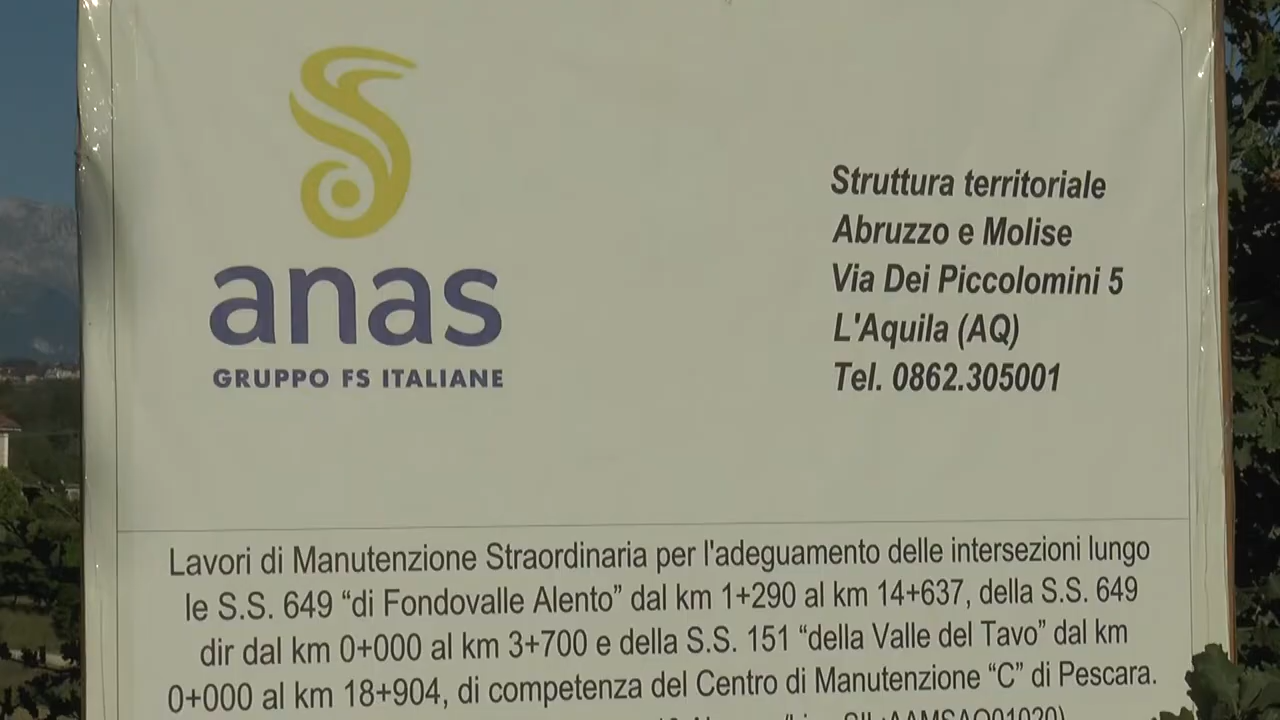 anas
GRUPPO FS ITALIANE
Struttura territoriale
Abruzzo e Molise
Via Dei Piccolomini 5
L'Aquila (AQ)
Tel. 0862.305001
Lavori di Manutenzione Straordinaria per l'adeguamento delle intersezioni lungo
le S.S. 649 “di Fondovalle Alento” dal km 1+290 al km 14+637, della S.S. 649
dir dal km 0+000 al km 3+700 e della S.S. 151 “della Valle del Tavo” dal km
0+000 al km 18+904, di competenza del Centro di Manutenzione “C” di Pescara.